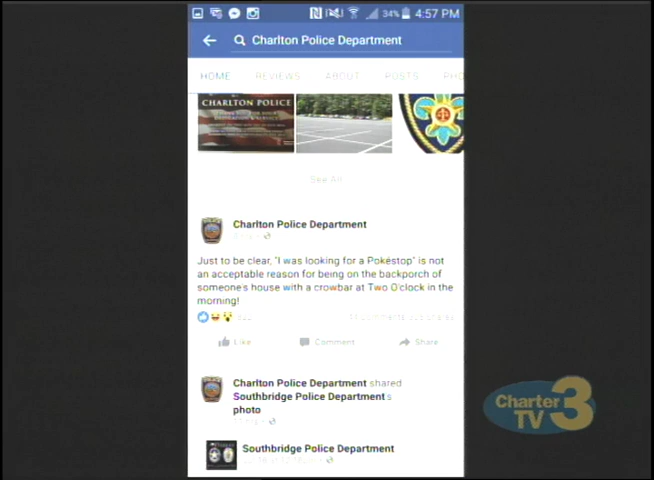 34% 4:57 PM
Charlton Police Department
HOME REVIEWS ABOUT POSTS PHO
CHARLTON POLICE
See All
Charlton Police Department
Just to be clear, "I was looking for a Pokéstop" is not
an acceptable reason for being on the backporch of
someone's house with a crowbar at Two O'clock in the
morning!
Like Comment Share
Charlton Police Department shared
Southbridge Police Department's
photo
Southbridge Police Department
Charter
TV3